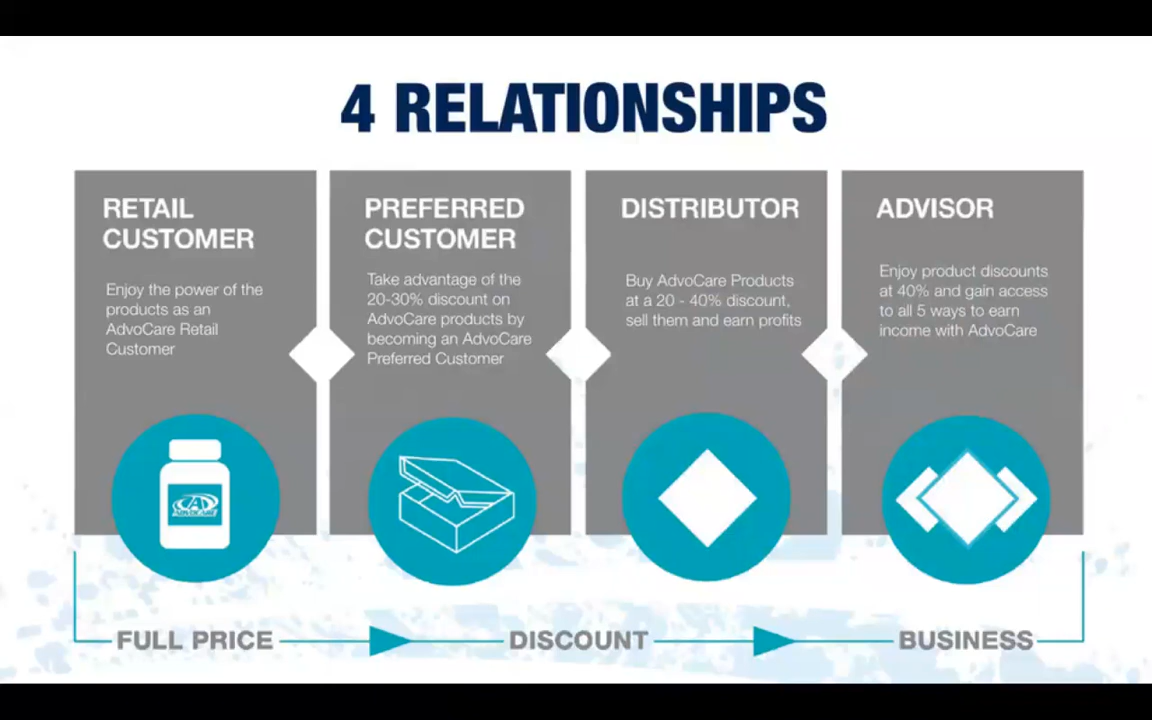 4 RELATIONSHIPS
RETAIL
CUSTOMER
Enjoy the power of the
products as an
AdvoCare Retail
Customer
PREFERRED
CUSTOMER
Take advantage of the
20-30% discount on
AdvoCare products by
becoming an AdvoCare
Preferred Customer
DISTRIBUTOR
Buy AdvoCare Products
at a 20 - 40% discount,
sell them and earn profits
ADVISOR
Enjoy product discounts
at 40% and gain access
to all 5 ways to earn
income with AdvoCare
A
ADVOCARE
FULL PRICE
DISCOUNT
BUSINESS